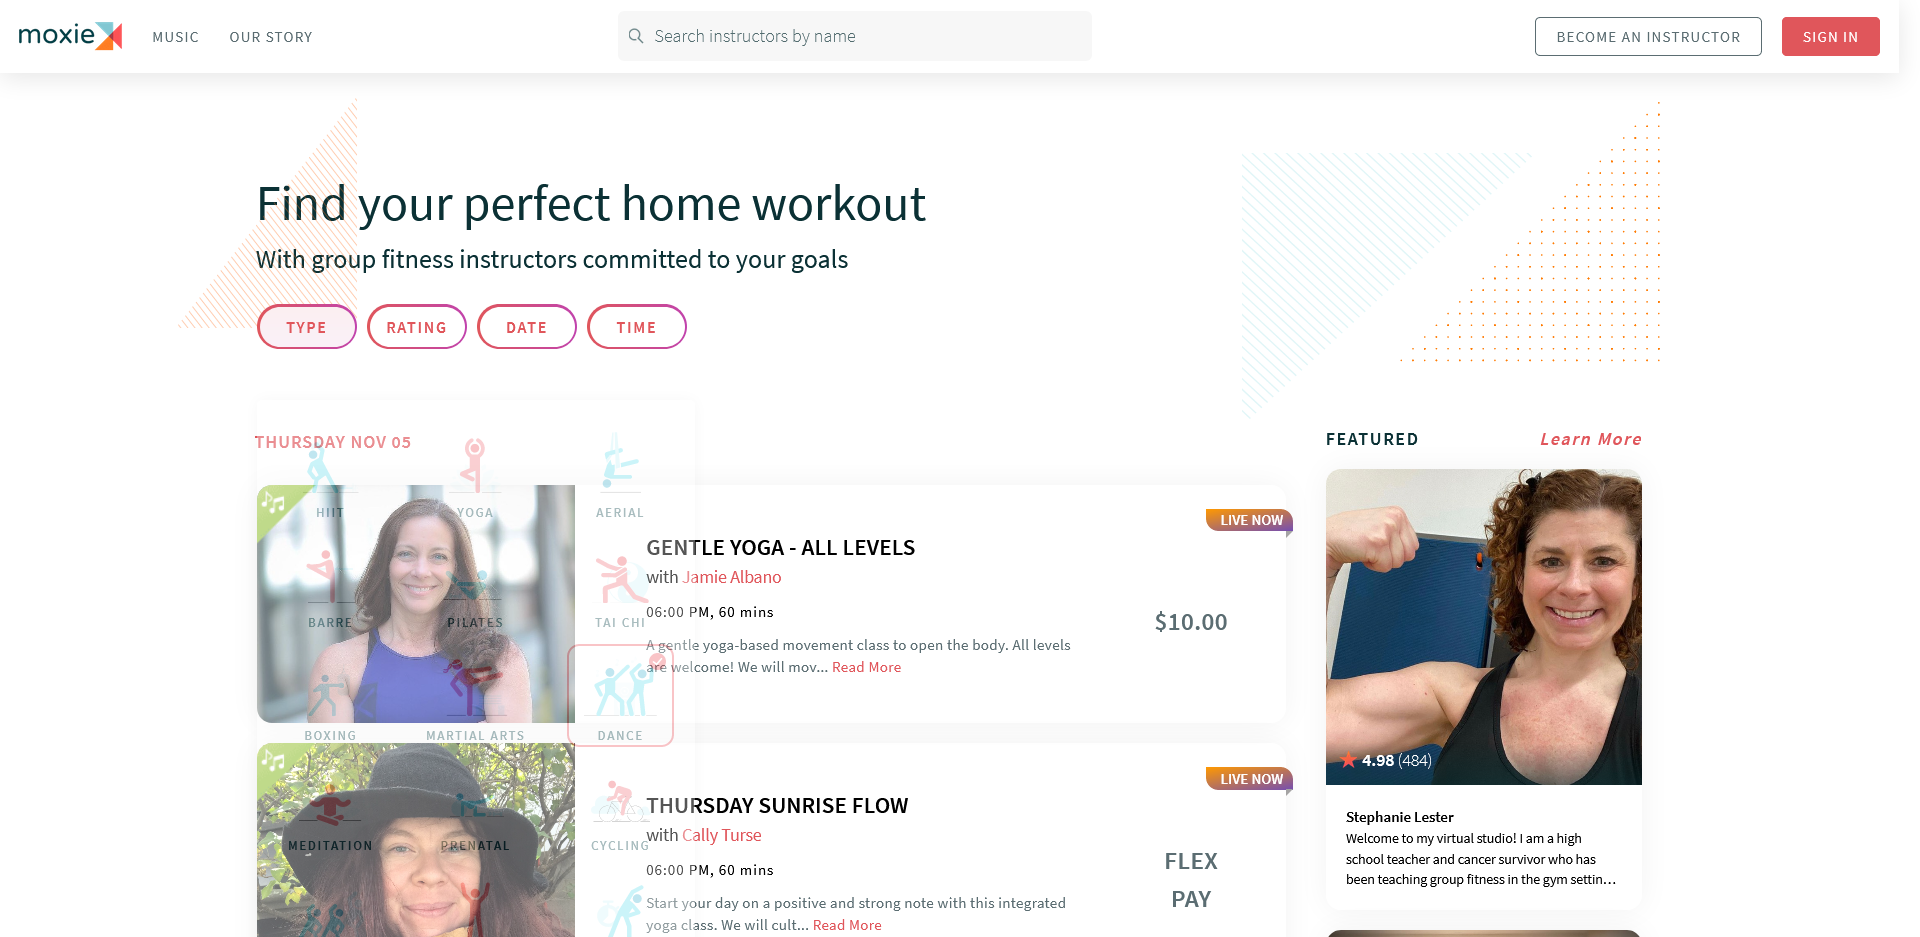 moxie
MUSIC
OUR STORY
Search instructors by name
BECOME AN INSTRUCTOR
SIGN IN
Find your perfect home workout
With group fitness instructors committed to your goals
TYPE
RATING
DATE
TIME
THURSDAY NOV 05
HIIT
YOGA
AERIAL
BARRE
PILATES
TAI CHI
BOXING
MARTIAL ARTS
DANCE
MEDITATION
PRENATAL
CYCLING
LIVE NOW
GENTLE YOGA - ALL LEVELS
with Jamie Albano
06:00 PM, 60 mins
A gentle yoga-based movement class to open the body. All levels
are welcome! We will mov... Read More
$10.00
LIVE NOW
THURSDAY SUNRISE FLOW
with Cally Turse
06:00 PM, 60 mins
Start your day on a positive and strong note with this integrated
yoga class. We will cult... Read More
FLEX
PAY
FEATURED
Learn More
4.98 (484)
Stephanie Lester
Welcome to my virtual studio! I am a high
school teacher and cancer survivor who has
been teaching group fitness in the gym settin...